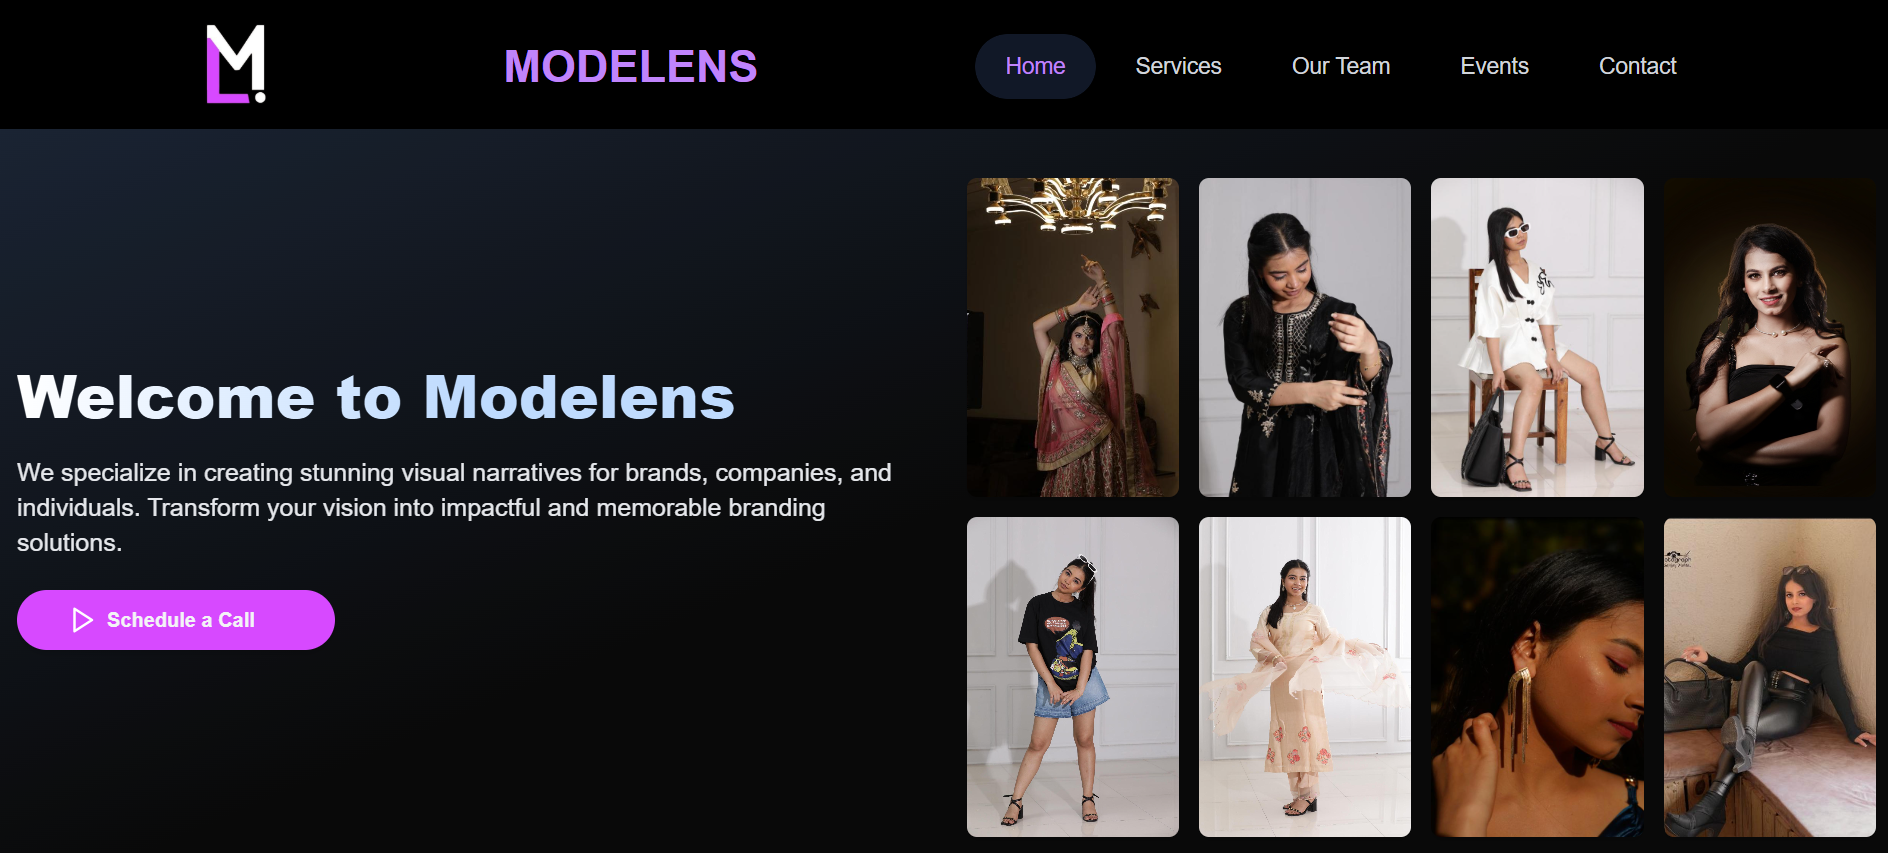 MODELENS
Home
Services
Our Team
Events
Contact
Welcome to Modelens
We specialize in creating stunning visual narratives for brands, companies, and
individuals. Transform your vision into impactful and memorable branding
solutions.
Schedule a Call